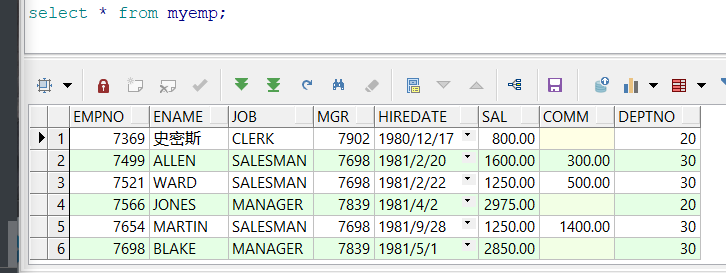 select * from myemp;
EMPNO ENAME JOB MGR HIREDATE SAL COMM DEPTNO
1 7369 史密斯 CLERK 7902 1980/12/17 800.00 20
2 7499 ALLEN SALESMAN 7698 1981/2/20 1600.00 300.00 30
3 7521 WARD SALESMAN 7698 1981/2/22 1250.00 500.00 30
4 7566 JONES MANAGER 7839 1981/4/2 2975.00 20
5 7654 MARTIN SALESMAN 7698 1981/9/28 1250.00 1400.00 30
6 7698 BLAKE MANAGER 7839 1981/5/1 2850.00 30